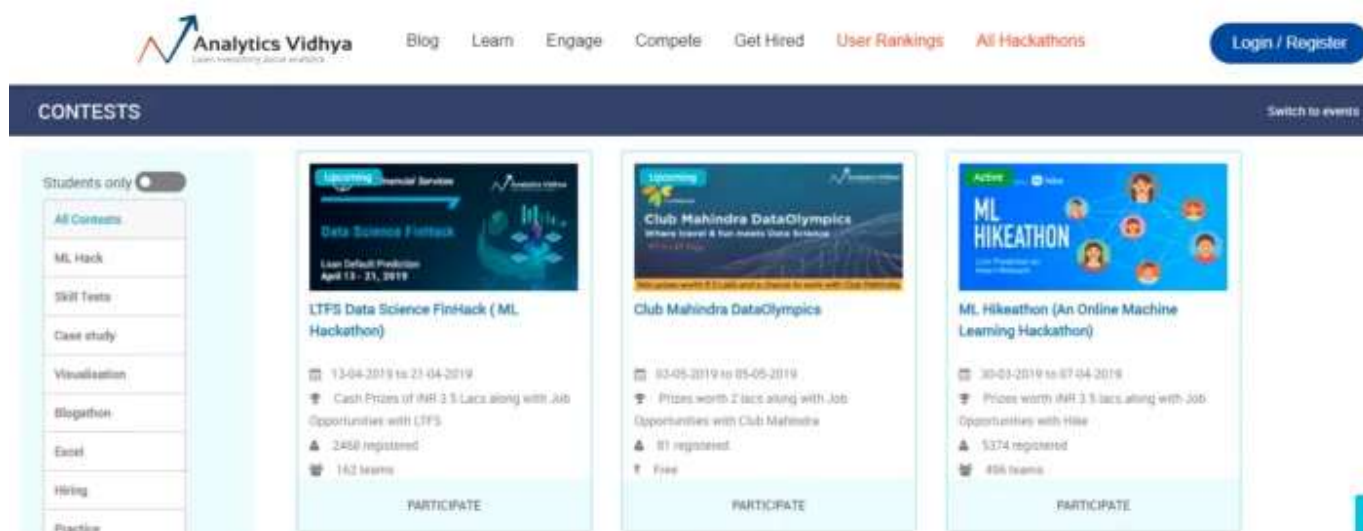 Analytics Vidhya
Learn everything about analytics
Blog Learn Engage Compete Get Hired User Rankings All Hackathons Login / Register
CONTESTS
Switch to events
Students only
All Contests
ML Hack
Skill Tests
Case study
Visualisation
Blogathon
Excel
Hiring
Practice
Upcoming
Financial Services
Data Science FinHack
Loan Default Prediction
April 13 - 21, 2019
LTFS Data Science FinHack ( ML
Hackathon)
13-04-2019 to 21-04-2019
Cash Prizes of INR 3.5 Lacs along with Job
Opportunities with LTFS
registered
162 teams
PARTICIPATE
Upcoming
Club Mahindra DataOlympics
Where travel & fun meets Data Science
Club Mahindra DataOlympics
03-05-2019 to 05-05-2019
Prizes worth 2 lacs along with Job
Opportunities with Club Mahindra
81 registered
Free
PARTICIPATE
Active
ML
HIKEATHON
ML Hikeathon (An Online Machine
Learning Hackathon)
30-03-2019 to 07-04-2019
Prizes worth INR 3.5 lacs along with Job
Opportunities with Hike
5374 registered
teams
PARTICIPATE